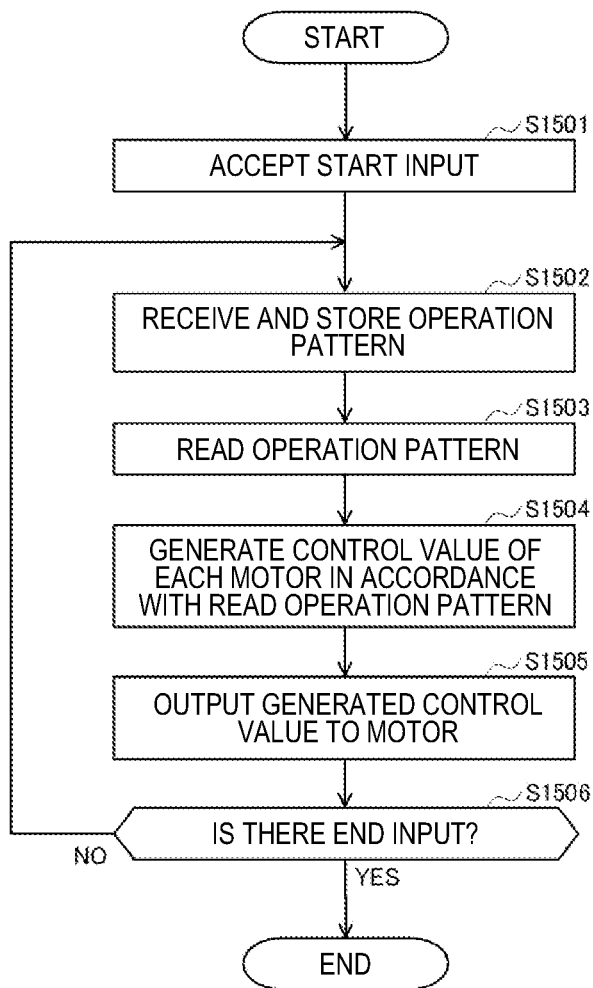 START
S1501
ACCEPT START INPUT
S1502
RECEIVE AND STORE OPERATION
PATTERN
S1503
READ OPERATION PATTERN
S1504
GENERATE CONTROL VALUE OF
EACH MOTOR IN ACCORDANCE
WITH READ OPERATION PATTERN
S1505
OUTPUT GENERATED CONTROL
VALUE TO MOTOR
S1506
IS THERE END INPUT?
NO
YES
END